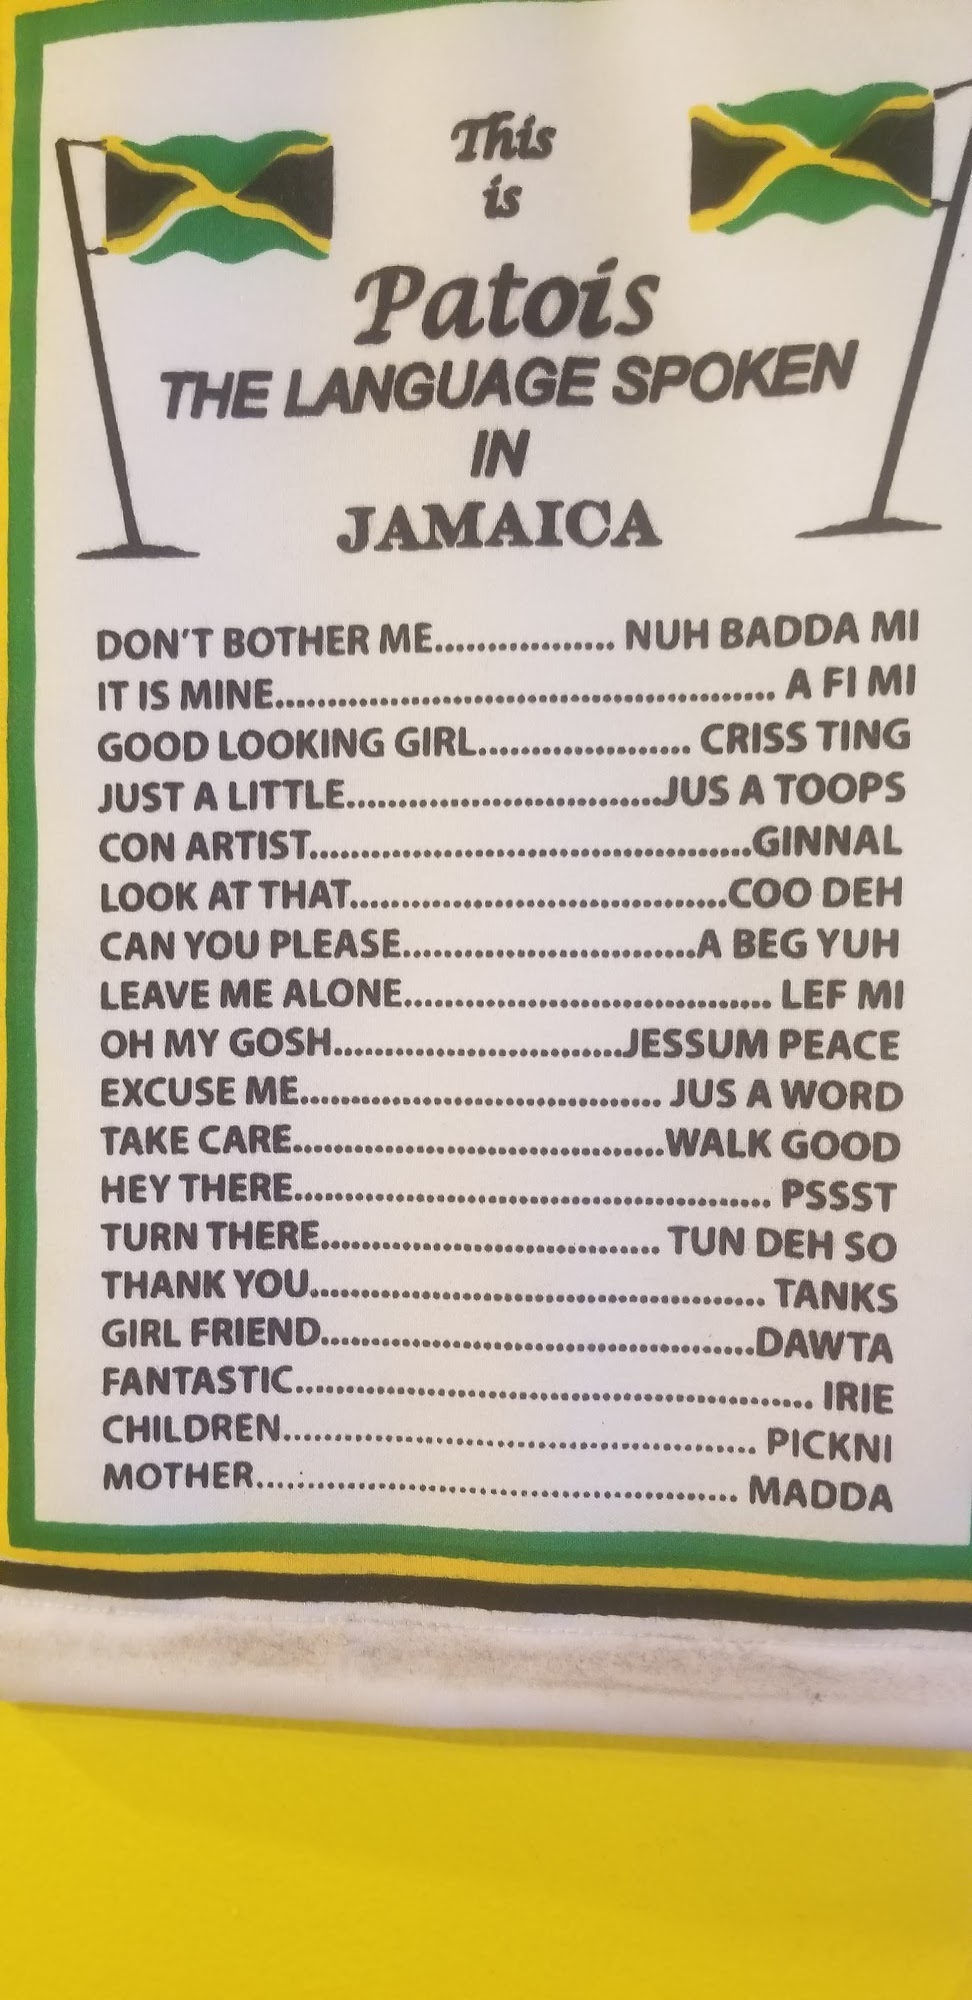 This
is
Patois
THE LANGUAGE SPOKEN
IN
JAMAICA
DON'T BOTHER ME................. NUH BADDA MI
IT IS MINE................................................ A FI MI
GOOD LOOKING GIRL..................... CRISS TING
JUST A LITTLE..............................JUS A TOOPS
CON ARTIST..........................................GINNAL
LOOK AT THAT....................................COO DEH
CAN YOU PLEASE............................A BEG YUH
LEAVE ME ALONE................................... LEF MI
OH MY GOSH............................JESSUM PEACE
EXCUSE ME................................... JUS A WORD
TAKE CARE....................................WALK GOOD
HEY THERE.............................................. PSSST
TURN THERE................................. TUN DEH SO
THANK YOU............................................ TANKS
GIRL FRIEND..........................................DAWTA
FANTASTIC.................................................. IRIE
CHILDREN.............................................. PICKNI
MOTHER............................................... MADDA